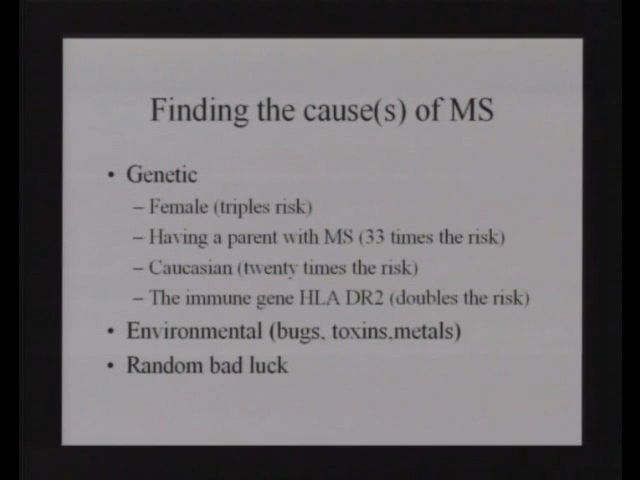 Finding the cause(s) of MS
• Genetic
– Female (triples risk)
– Having a parent with MS (33 times the risk)
– Caucasian (twenty times the risk)
– The immune gene HLA DR2 (doubles the risk)
• Environmental (bugs, toxins,metals)
• Random bad luck